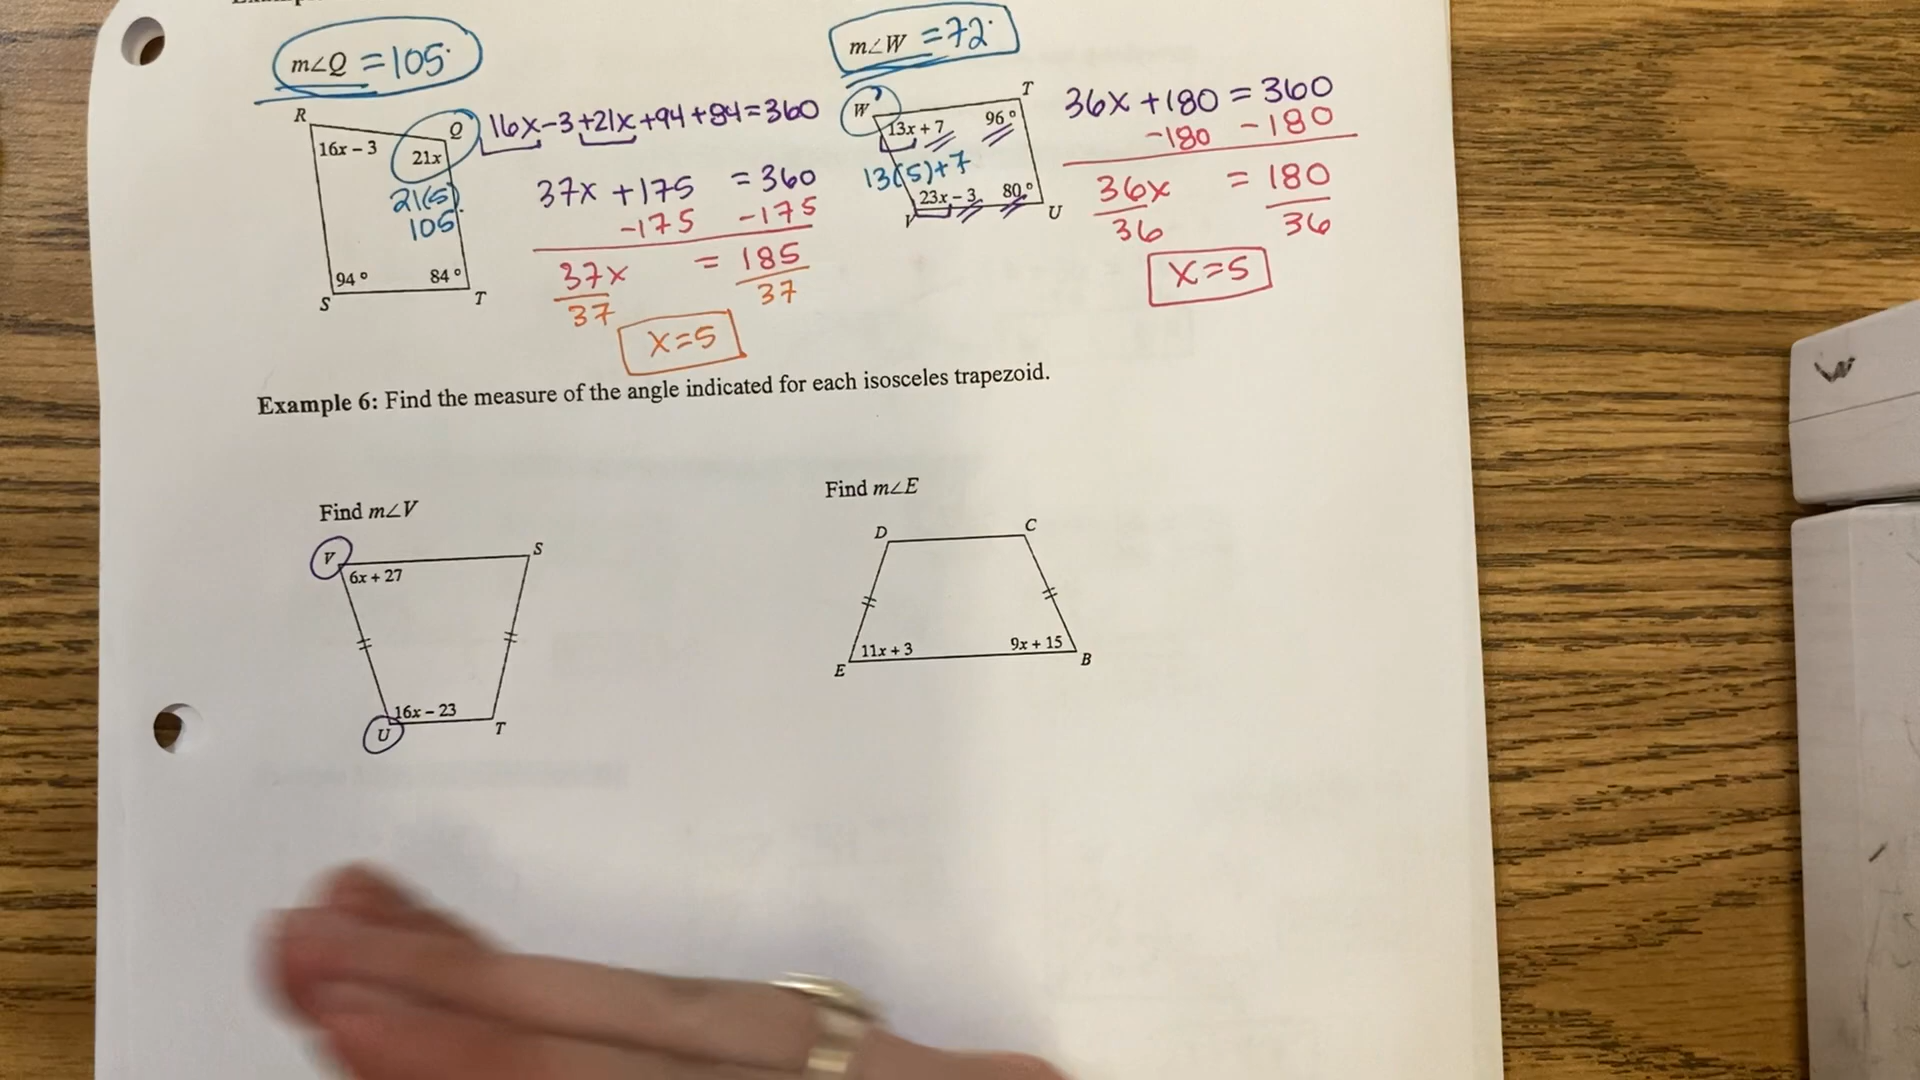 m∠Q = 105°
R
Q
16x − 3
21x
21(5)
105°
94°
84°
S
T
16x − 3 + 21x + 94 + 84 = 360
37x + 175 = 360
−175 −175
37x = 185
37 37
x = 5
m∠W = 72°
W
T
13x + 7
96°
13(5) + 7
23x − 3
80°
V
U
36x + 180 = 360
−180 −180
36x = 180
36 36
x = 5
Example 6: Find the measure of the angle indicated for each isosceles trapezoid.
Find m∠V
V
S
6x + 27
16x − 23
U
T
Find m∠E
D
C
11x + 3
9x + 15
E
B